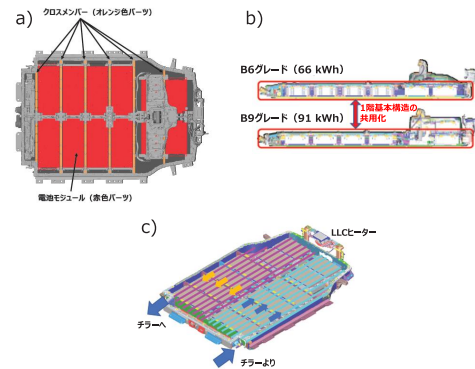 a)
クロスメンバー（オレンジ色パーツ）
電池モジュール（赤色パーツ）
b)
B6グレード（66 kWh）
1階基本構造の
共用化
B9グレード（91 kWh）
c)
LLCヒーター
チラーへ
チラーより